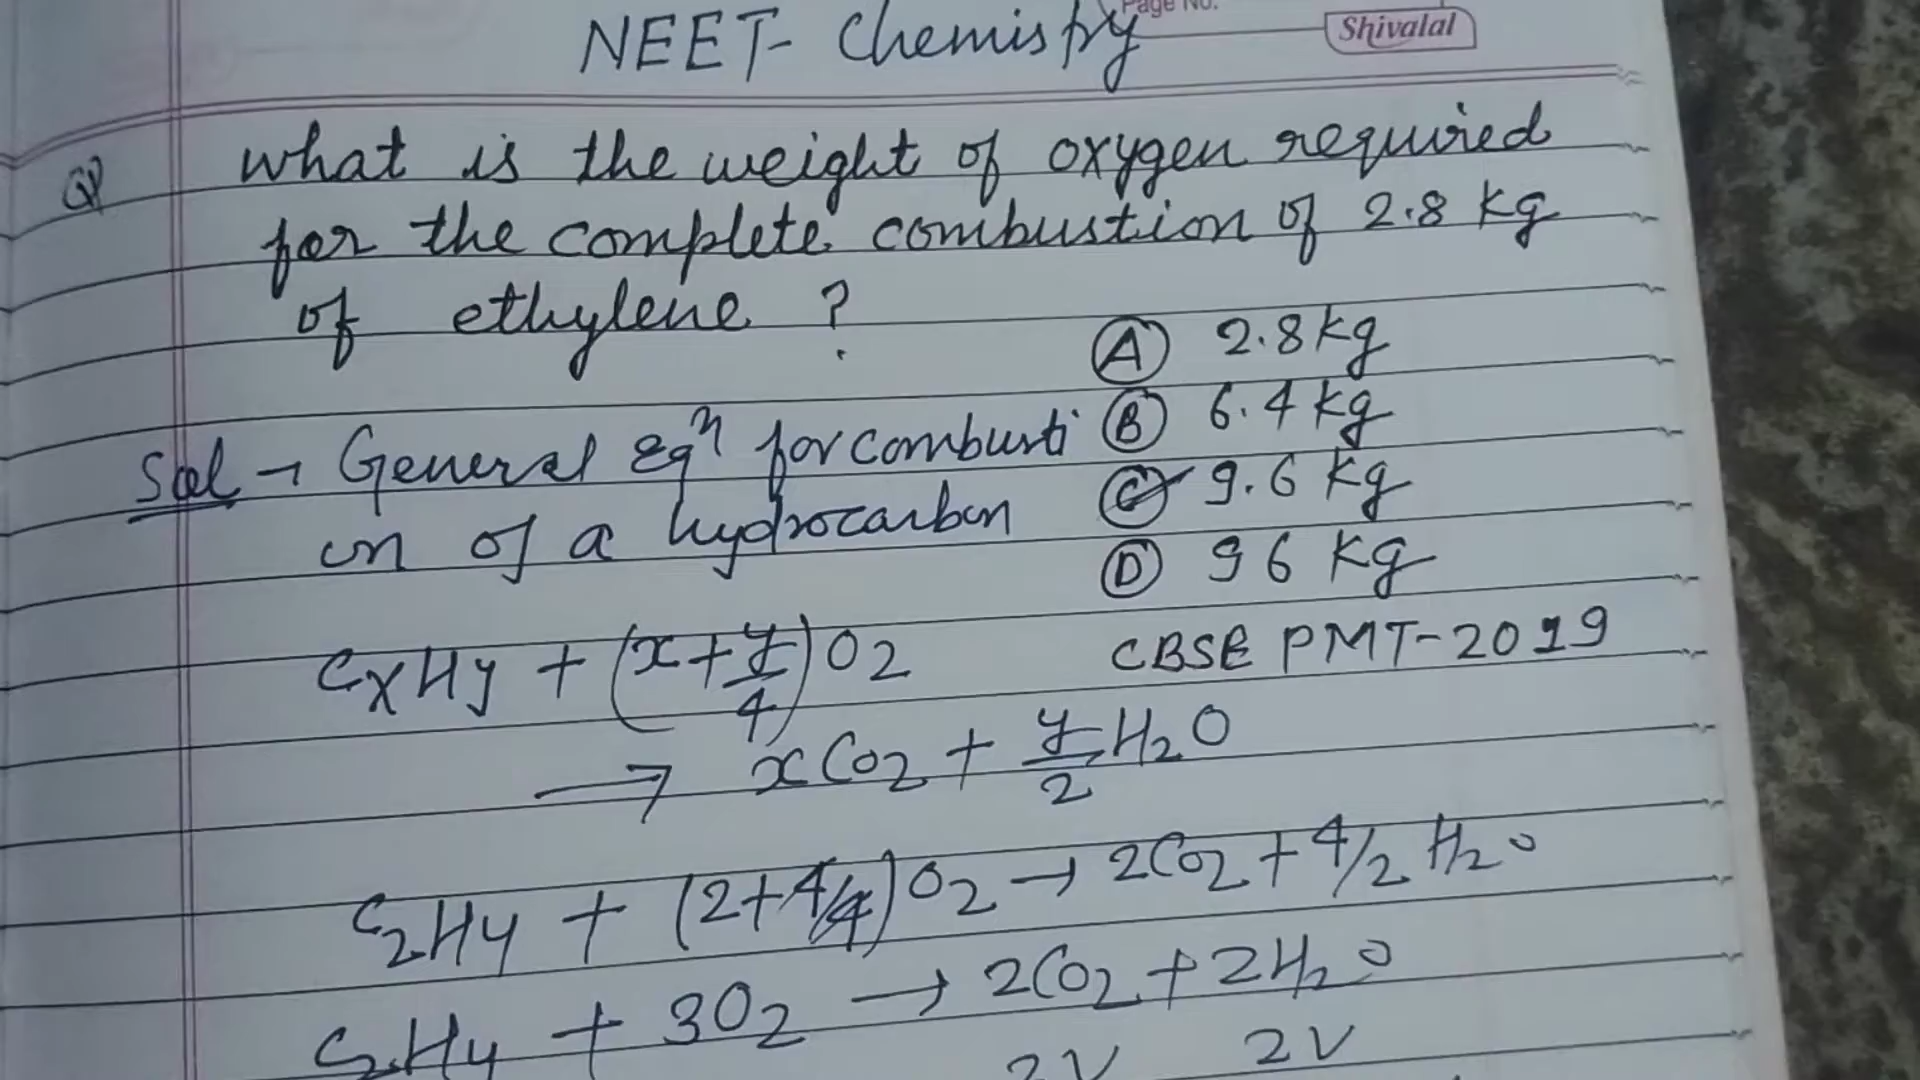 Page No.
Shivalal
NEET- Chemistry
Q what is the weight of oxygen required
for the complete combustion of 2.8 kg
of ethylene ?
(A) 2.8 kg
(B) 6.4 kg
(C) 9.6 kg
(D) 96 kg
CBSE PMT-2019
Sol → General Eqⁿ for combusti
on of a hydrocarbon
CxHy + (x+y/4)O2
→ xCO2 + y/2 H2O
C2H4 + (2+4/4)O2 → 2CO2 + 4/2 H2O
C2H4 + 3O2 → 2CO2 + 2H2O
2V 2V